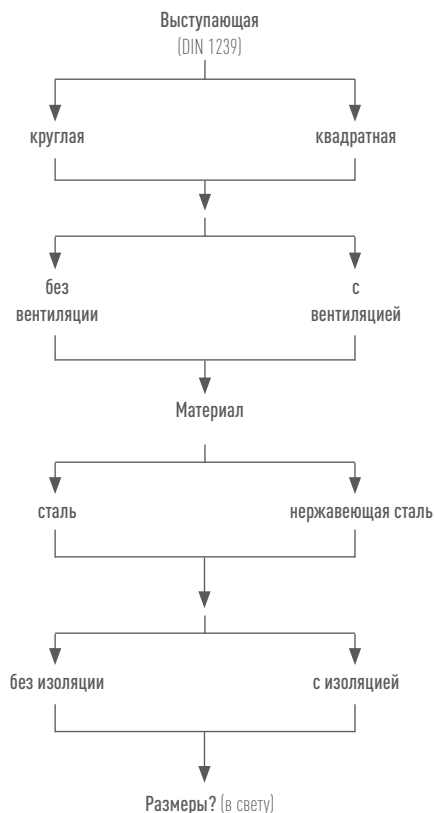 Выступающая
(DIN 1239)
круглая
квадратная
без
вентиляции
с
вентиляцией
Материал
сталь
нержавеющая сталь
без изоляции
с изоляцией
Размеры? (в свету)